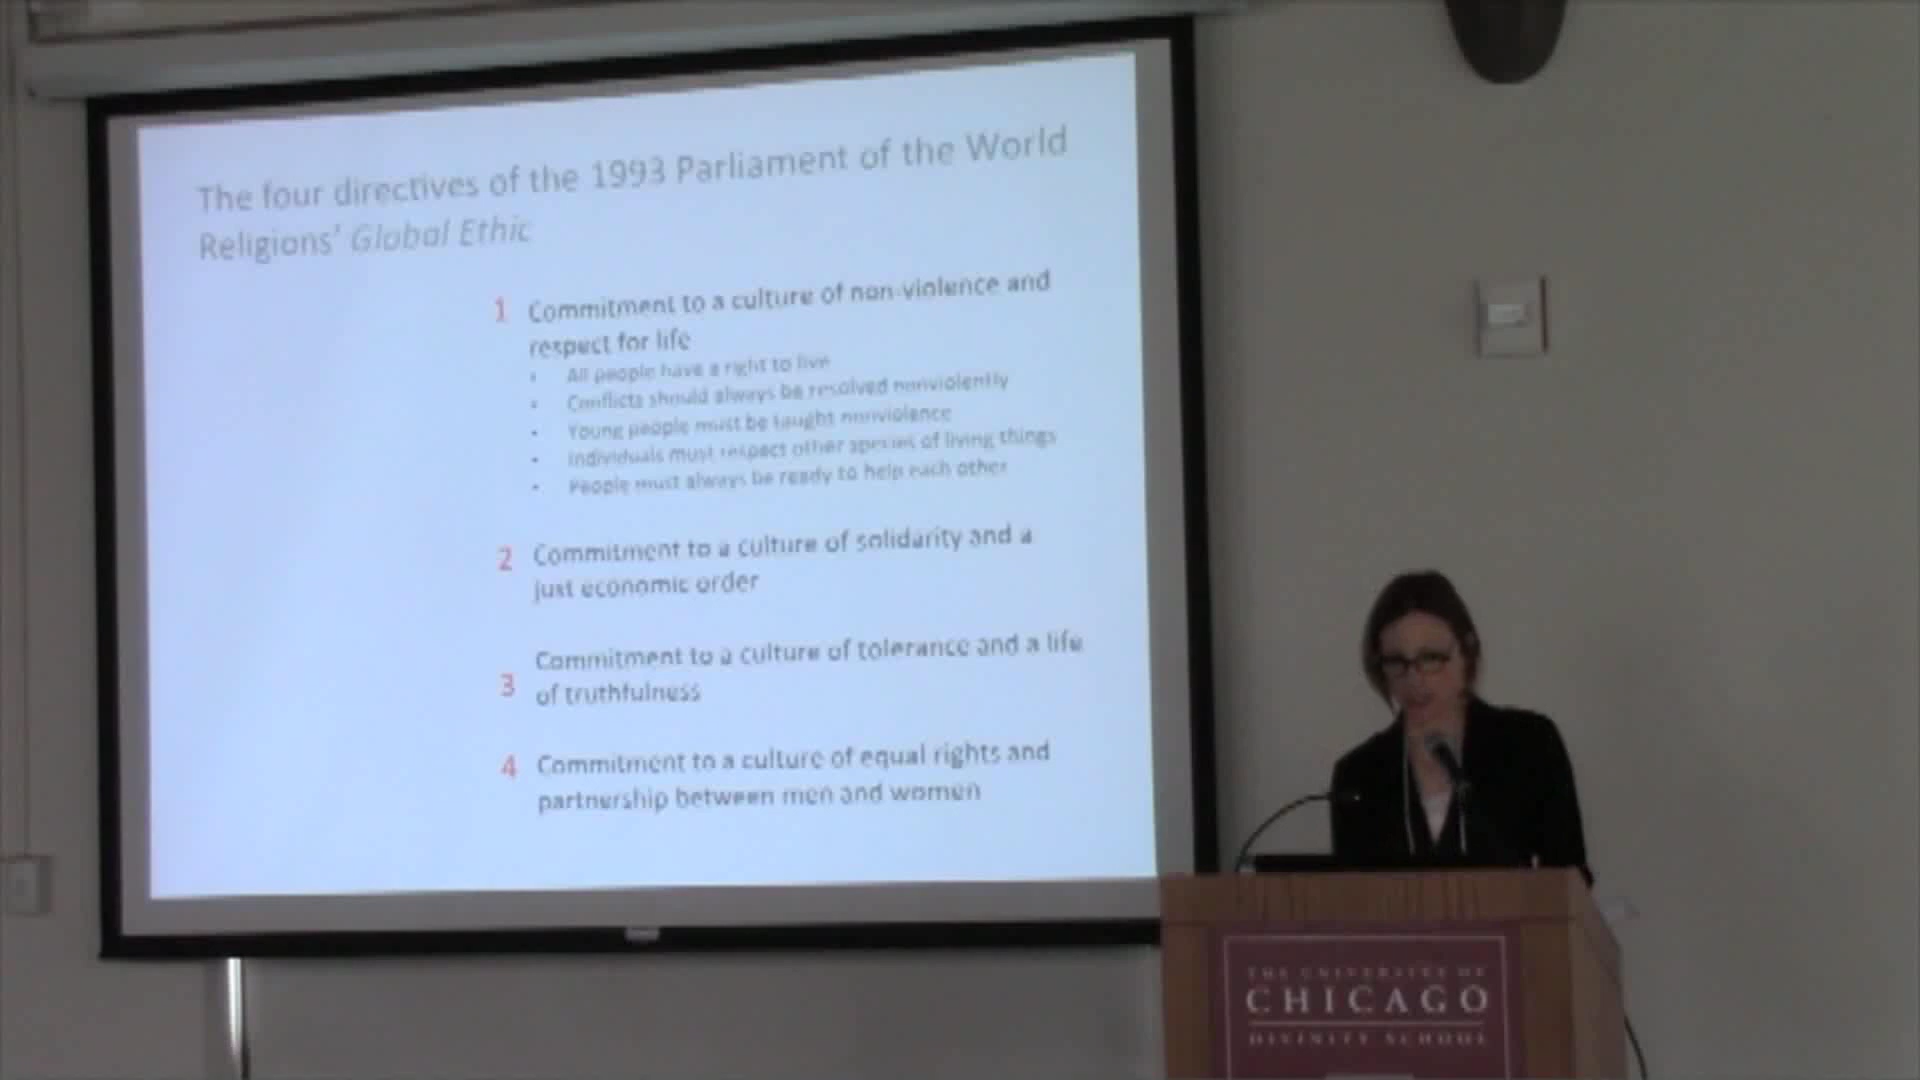 The four directives of the 1993 Parliament of the World
Religions' Global Ethic
1 Commitment to a culture of non-violence and
respect for life
• All people have a right to live
• Conflicts should always be resolved nonviolently
• Young people must be taught nonviolence
• Individuals must respect other species of living things
• People must always be ready to help each other
2 Commitment to a culture of solidarity and a
just economic order
3 Commitment to a culture of tolerance and a life
of truthfulness
4 Commitment to a culture of equal rights and
partnership between men and women
THE UNIVERSITY OF
CHICAGO
DIVINITY SCHOOL